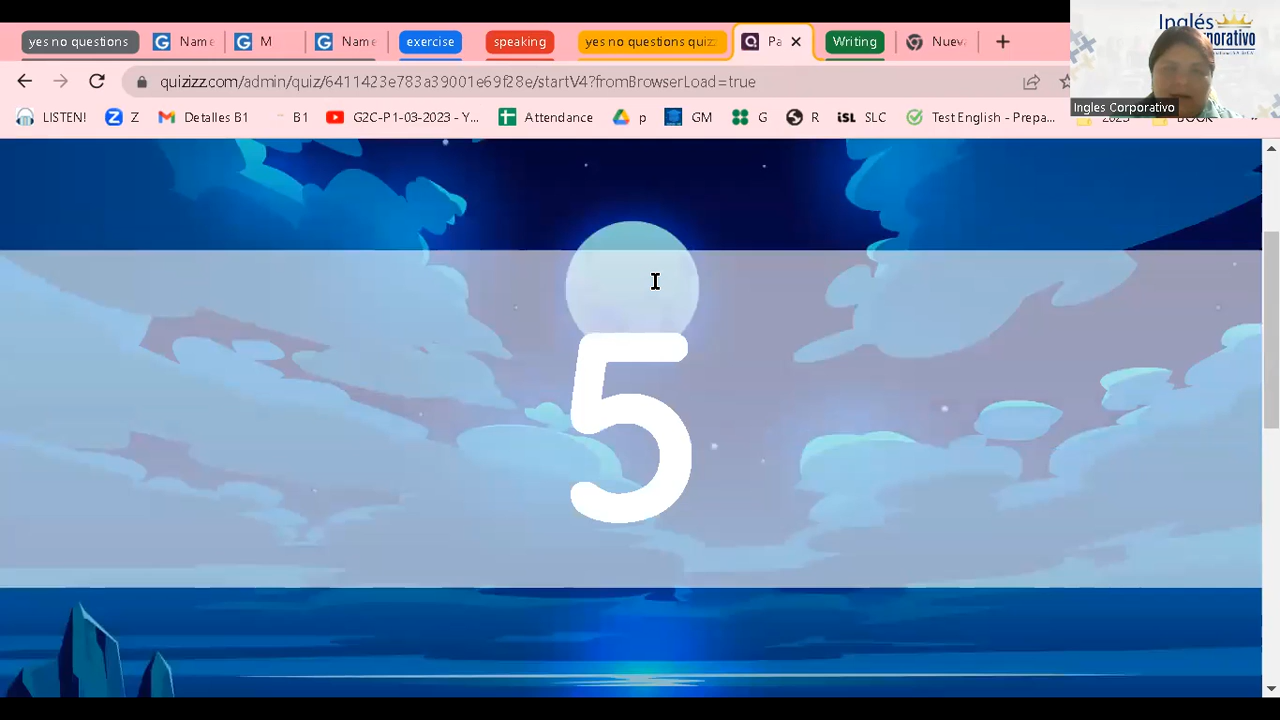 yes no questions
Name
M
Name
exercise
speaking
yes no questions quiz
Pa
Writing
Nuev
quizizz.com/admin/quiz/6411423e783a39001e69f28e/startV4?fromBrowserLoad=true
LISTEN!
Z
Detalles B1
B1
G2C-P1-03-2023 - Y...
Attendance
p
GM
G
R
SLC
Test English - Prepa...
2023
BOOK
Inglés
Ingles Corporativo
5